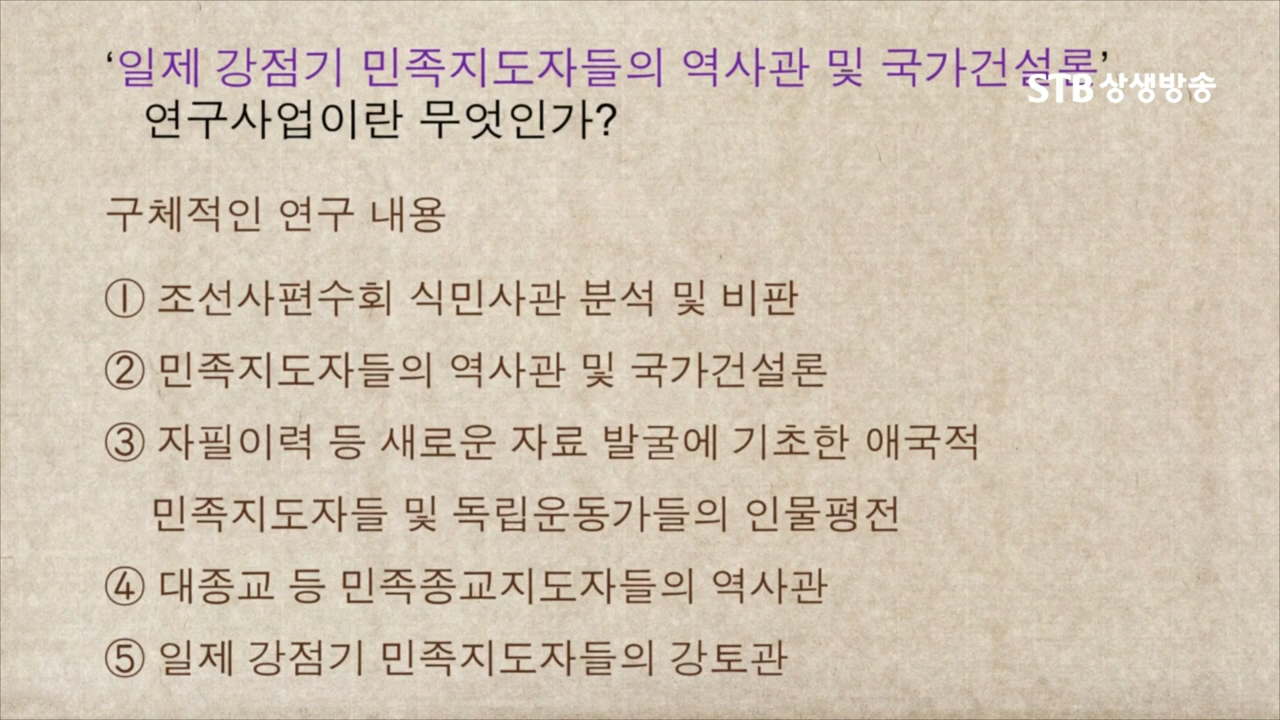 ‘일제 강점기 민족지도자들의 역사관 및 국가건설론’
STB 상생방송
연구사업이란 무엇인가?
구체적인 연구 내용
① 조선사편수회 식민사관 분석 및 비판
② 민족지도자들의 역사관 및 국가건설론
③ 자필이력 등 새로운 자료 발굴에 기초한 애국적
민족지도자들 및 독립운동가들의 인물평전
④ 대종교 등 민족종교지도자들의 역사관
⑤ 일제 강점기 민족지도자들의 강토관